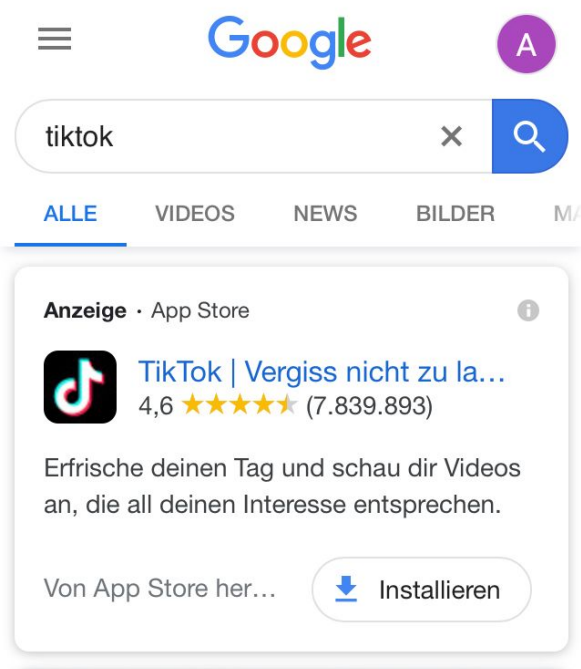 Google
A
tiktok
ALLE VIDEOS NEWS BILDER
Anzeige · App Store
TikTok | Vergiss nicht zu la...
4,6 (7.839.893)
Erfrische deinen Tag und schau dir Videos
an, die all deinen Interesse entsprechen.
Von App Store her...
Installieren